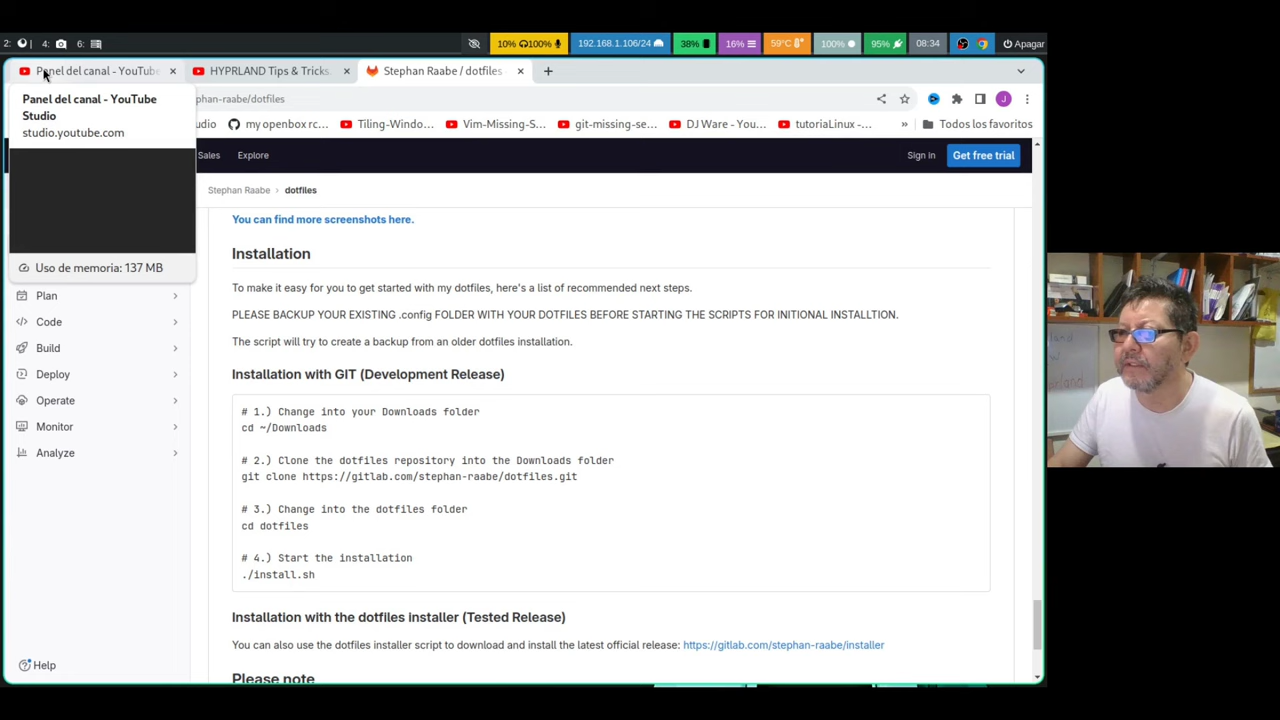 2: 4: 6: 10% 100% 192.168.1.106/24 38% 16% 59°C 100% 95% 08:34 Apagar
Panel del canal - YouTube HYPRLAND Tips & Tricks. Stephan Raabe / dotfiles
Panel del canal - YouTube
Studio
studio.youtube.com
phan-raabe/dotfiles
udio my openbox rc... Tiling-Windo... Vim-Missing-S... git-missing-se... DJ Ware - You... tutoriaLinux -... » Todos los favoritos
Sales Explore Sign in Get free trial
Stephan Raabe > dotfiles
You can find more screenshots here.
Uso de memoria: 137 MB
Plan
Code
Build
Deploy
Operate
Monitor
Analyze
Help
Installation
To make it easy for you to get started with my dotfiles, here's a list of recommended next steps.
PLEASE BACKUP YOUR EXISTING .config FOLDER WITH YOUR DOTFILES BEFORE STARTING THE SCRIPTS FOR INITIONAL INSTALLTION.
The script will try to create a backup from an older dotfiles installation.
Installation with GIT (Development Release)
# 1.) Change into your Downloads folder
cd ~/Downloads
# 2.) Clone the dotfiles repository into the Downloads folder
git clone https://gitlab.com/stephan-raabe/dotfiles.git
# 3.) Change into the dotfiles folder
cd dotfiles
# 4.) Start the installation
./install.sh
Installation with the dotfiles installer (Tested Release)
You can also use the dotfiles installer script to download and install the latest official release: https://gitlab.com/stephan-raabe/installer
Please note